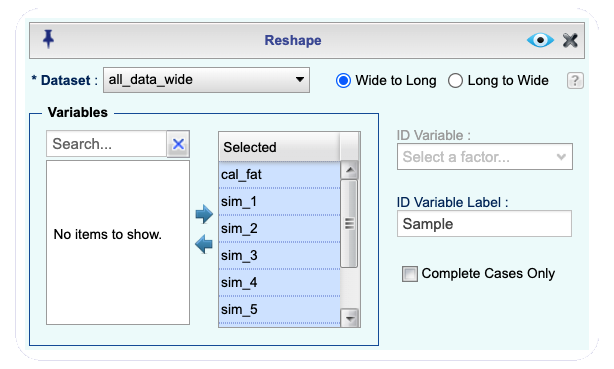 Reshape
* Dataset : all_data_wide Wide to Long Long to Wide ?
Variables
Search...
No items to show.
Selected
cal_fat
sim_1
sim_2
sim_3
sim_4
sim_5
ID Variable :
Select a factor...
ID Variable Label :
Sample
Complete Cases Only